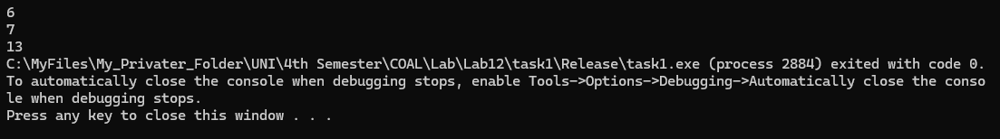 6
7
13
C:\MyFiles\My_Privater_Folder\UNI\4th Semester\COAL\Lab\Lab12\task1\Release\task1.exe (process 2884) exited with code 0.
To automatically close the console when debugging stops, enable Tools->Options->Debugging->Automatically close the conso
le when debugging stops.
Press any key to close this window . . .